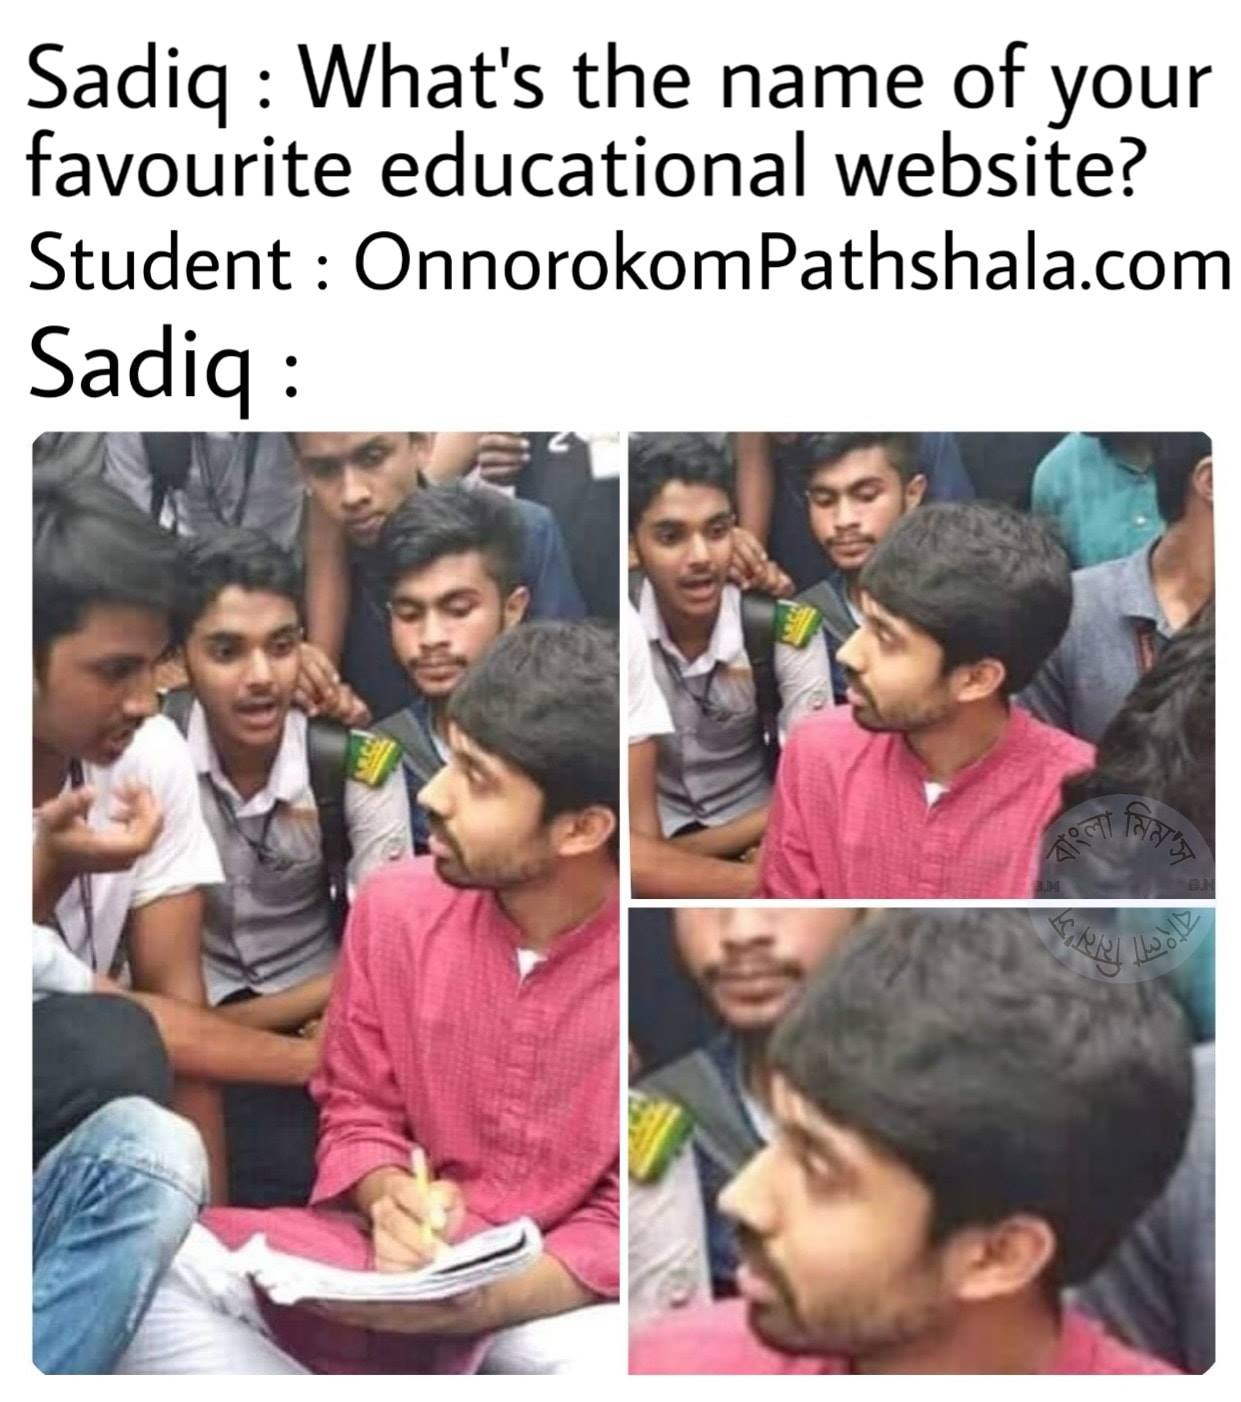 Sadiq : What's the name of your
favourite educational website?
Student : OnnorokomPathshala.com
Sadiq :
বাংলা মিম'স
B.M
B.M